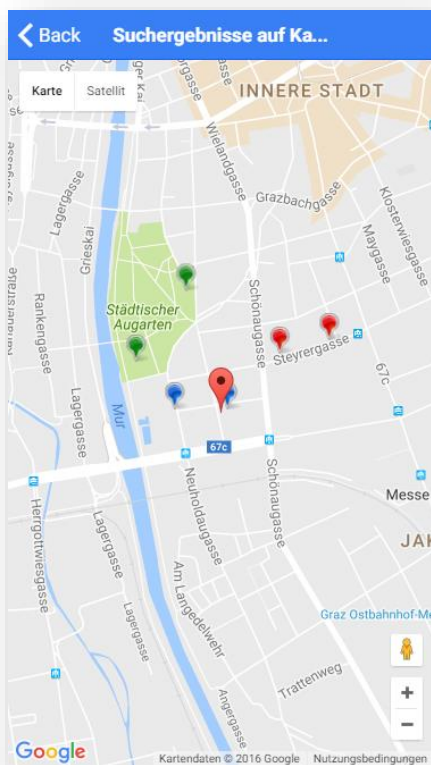 Back
Suchergebnisse auf Ka...
Karte
Satellit
INNERE STADT
Wielandgasse
Grazbachgasse
Klosterwiesgasse
Maygasse
Lagergasse
Grieskai
Rankengasse
Städtischer
Augarten
Schönaugasse
Steyrergasse
67c
Mur
Lagergasse
67c
Messe
Schönaugasse
Neuholdaugasse
Herrgottwiesgasse
Lagergasse
JAK
Am Langedelwehr
Lagergasse
Graz Ostbahnhof-Me
Trattenweg
Angergasse
+
−
Google
Kartendaten © 2016 Google
Nutzungsbedingungen